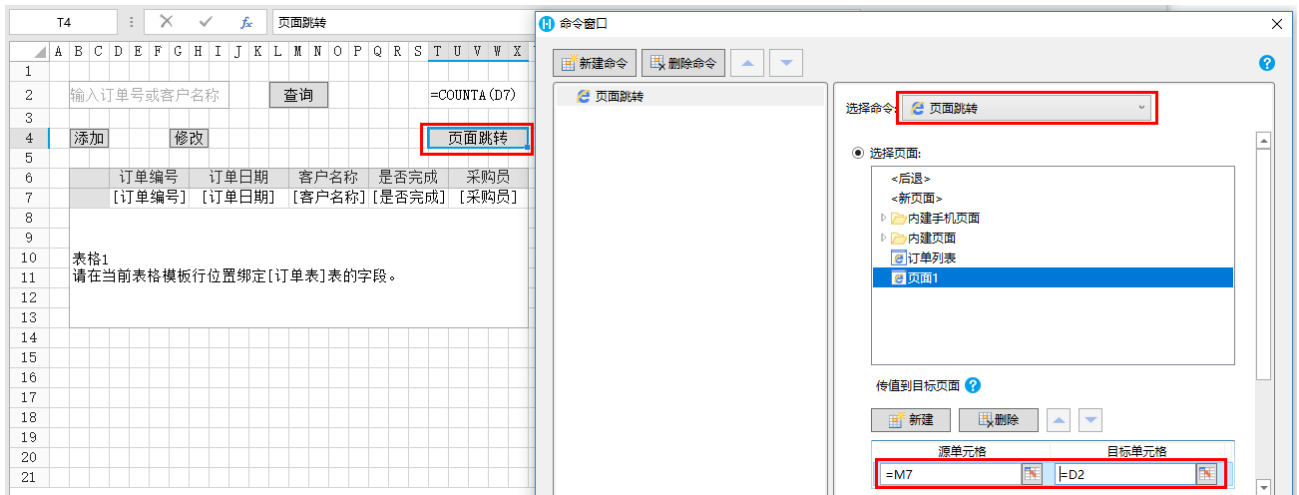 T4
fx
页面跳转
A B C D E F G H I J K L M N O P Q R S T U V W X
1
2 输入订单号或客户名称 查询 =COUNTA(D7)
3
4 添加 修改 页面跳转
5
6 订单编号 订单日期 客户名称 是否完成 采购员
7 [订单编号] [订单日期] [客户名称] [是否完成] [采购员]
8
9
10 表格1
11 请在当前表格模板行位置绑定[订单表]表的字段。
12
13
14
15
16
17
18
19
20
21
命令窗口
新建命令 删除命令
页面跳转
选择命令: 页面跳转
选择页面:
<后退>
<新页面>
内建手机页面
内建页面
订单列表
页面1
传值到目标页面
新建 删除
源单元格 目标单元格
=M7 =D2